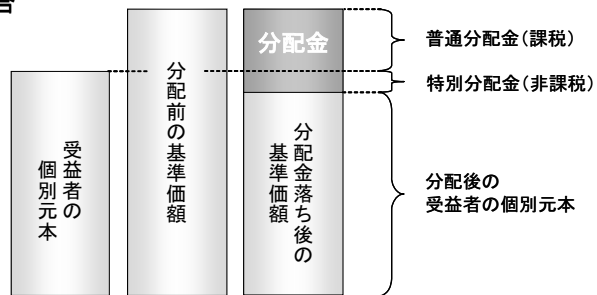 分配金
普通分配金(課税)
特別分配金(非課税)
受益者の
個別元本
分配前の基準価額
分配金落ち後の
基準価額
分配後の
受益者の個別元本